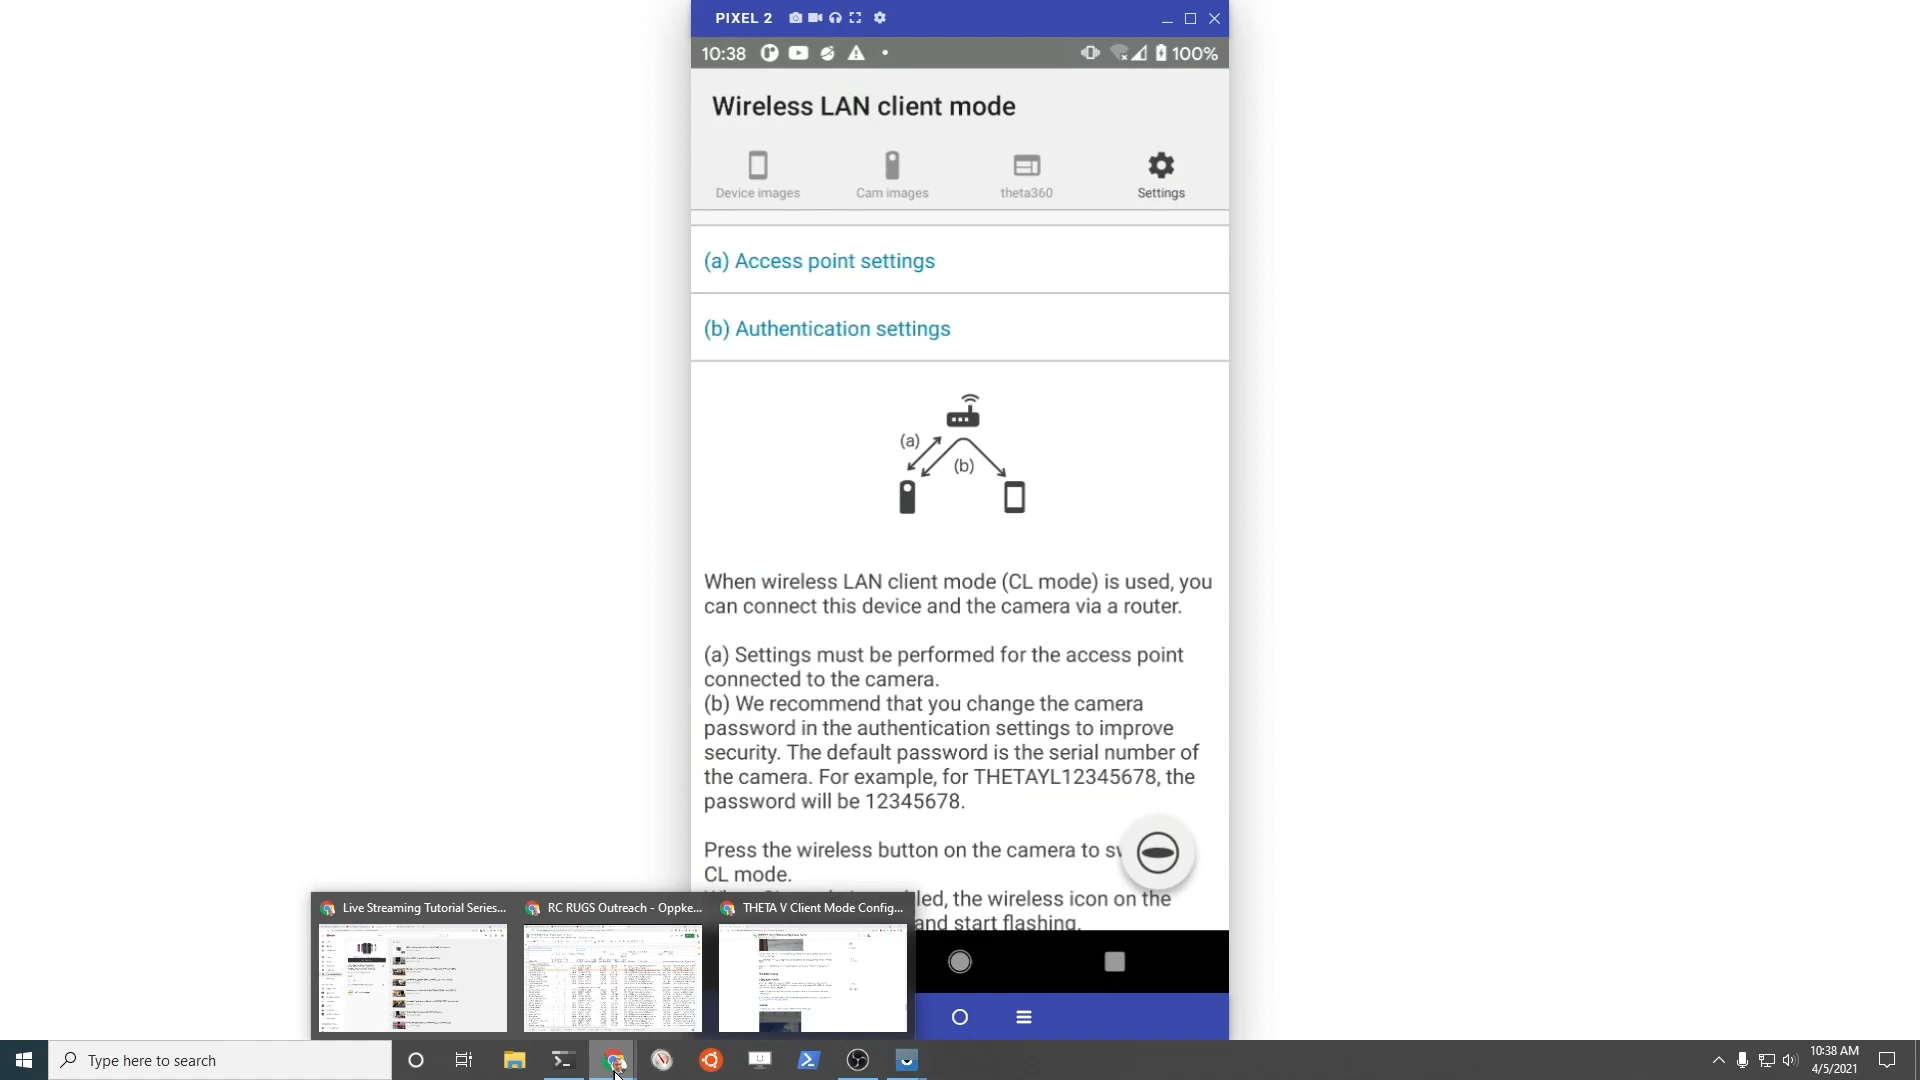 PIXEL 2
10:38
100%
Wireless LAN client mode
Device images
Cam images
theta360
Settings
(a) Access point settings
(b) Authentication settings
(a)
(b)
When wireless LAN client mode (CL mode) is used, you
can connect this device and the camera via a router.
(a) Settings must be performed for the access point
connected to the camera.
(b) We recommend that you change the camera
password in the authentication settings to improve
security. The default password is the serial number of
the camera. For example, for THETAYL12345678, the
password will be 12345678.
Press the wireless button on the camera to
CL mode.
led, the wireless icon on the
and start flashing.
Live Streaming Tutorial Series...
RC RUGS Outreach - Oppke...
THETA V Client Mode Config...
Type here to search
10:38 AM
4/5/2021